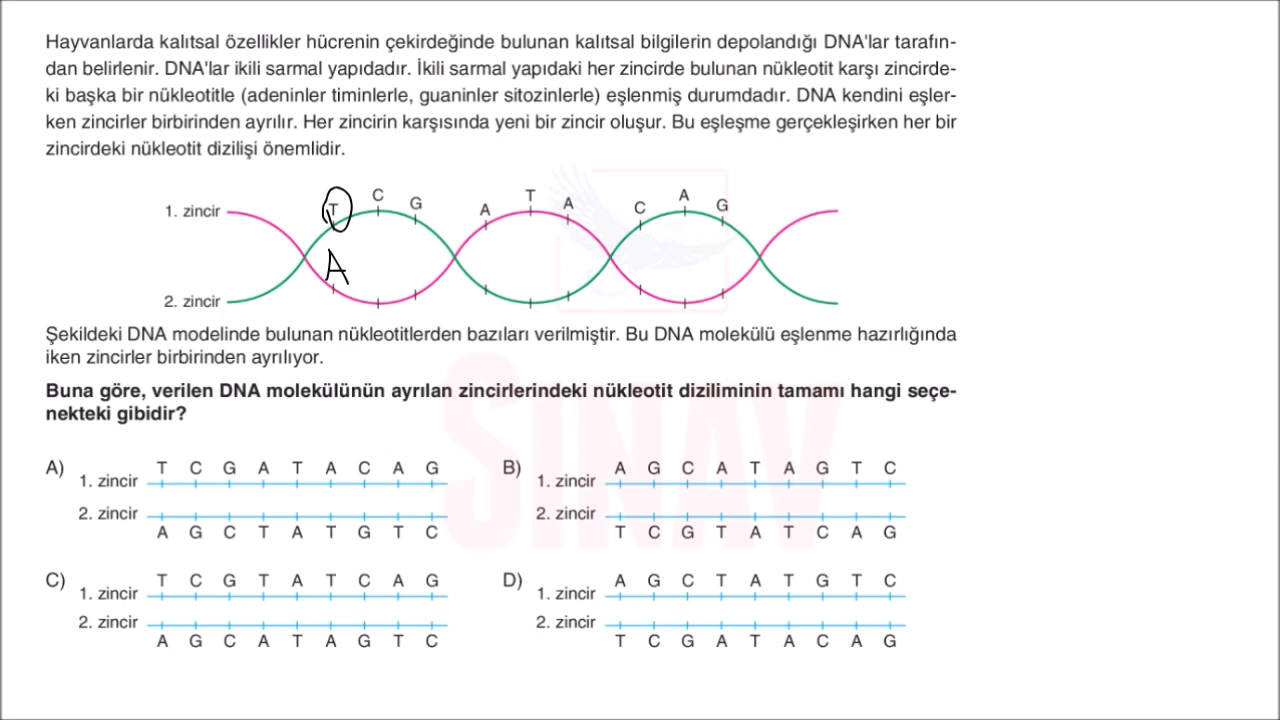 Hayvanlarda kalıtsal özellikler hücrenin çekirdeğinde bulunan kalıtsal bilgilerin depolandığı DNA'lar tarafın-
dan belirlenir. DNA'lar ikili sarmal yapıdadır. İkili sarmal yapıdaki her zincirde bulunan nükleotit karşı zincirde-
ki başka bir nükleotitle (adeninler timinlerle, guaninler sitozinlerle) eşlenmiş durumdadır. DNA kendini eşler-
ken zincirler birbirinden ayrılır. Her zincirin karşısında yeni bir zincir oluşur. Bu eşleşme gerçekleşirken her bir
zincirdeki nükleotit dizilişi önemlidir.
T C G A T A C A G
1. zincir
A
2. zincir
Şekildeki DNA modelinde bulunan nükleotitlerden bazıları verilmiştir. Bu DNA molekülü eşlenme hazırlığında
iken zincirler birbirinden ayrılıyor.
Buna göre, verilen DNA molekülünün ayrılan zincirlerindeki nükleotit diziliminin tamamı hangi seçe-
nekteki gibidir?
A) T C G A T A C A G
1. zincir
2. zincir
A G C T A T G T C
B) A G C A T A G T C
1. zincir
2. zincir
T C G T A T C A G
C) T C G T A T C A G
1. zincir
2. zincir
A G C A T A G T C
D) A G C T A T G T C
1. zincir
2. zincir
T C G A T A C A G
SINAV